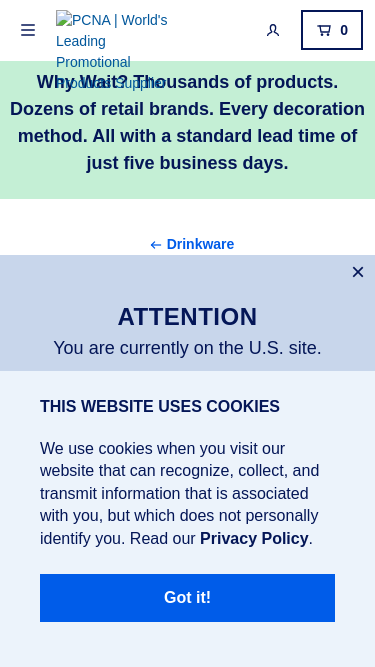 PCNA | World's
Leading
Promotional
Products Supplier
0
Why Wait? Thousands of products.
Dozens of retail brands. Every decoration
method. All with a standard lead time of
just five business days.
Drinkware
ATTENTION
You are currently on the U.S. site.
THIS WEBSITE USES COOKIES
We use cookies when you visit our
website that can recognize, collect, and
transmit information that is associated
with you, but which does not personally
identify you. Read our Privacy Policy.
Got it!